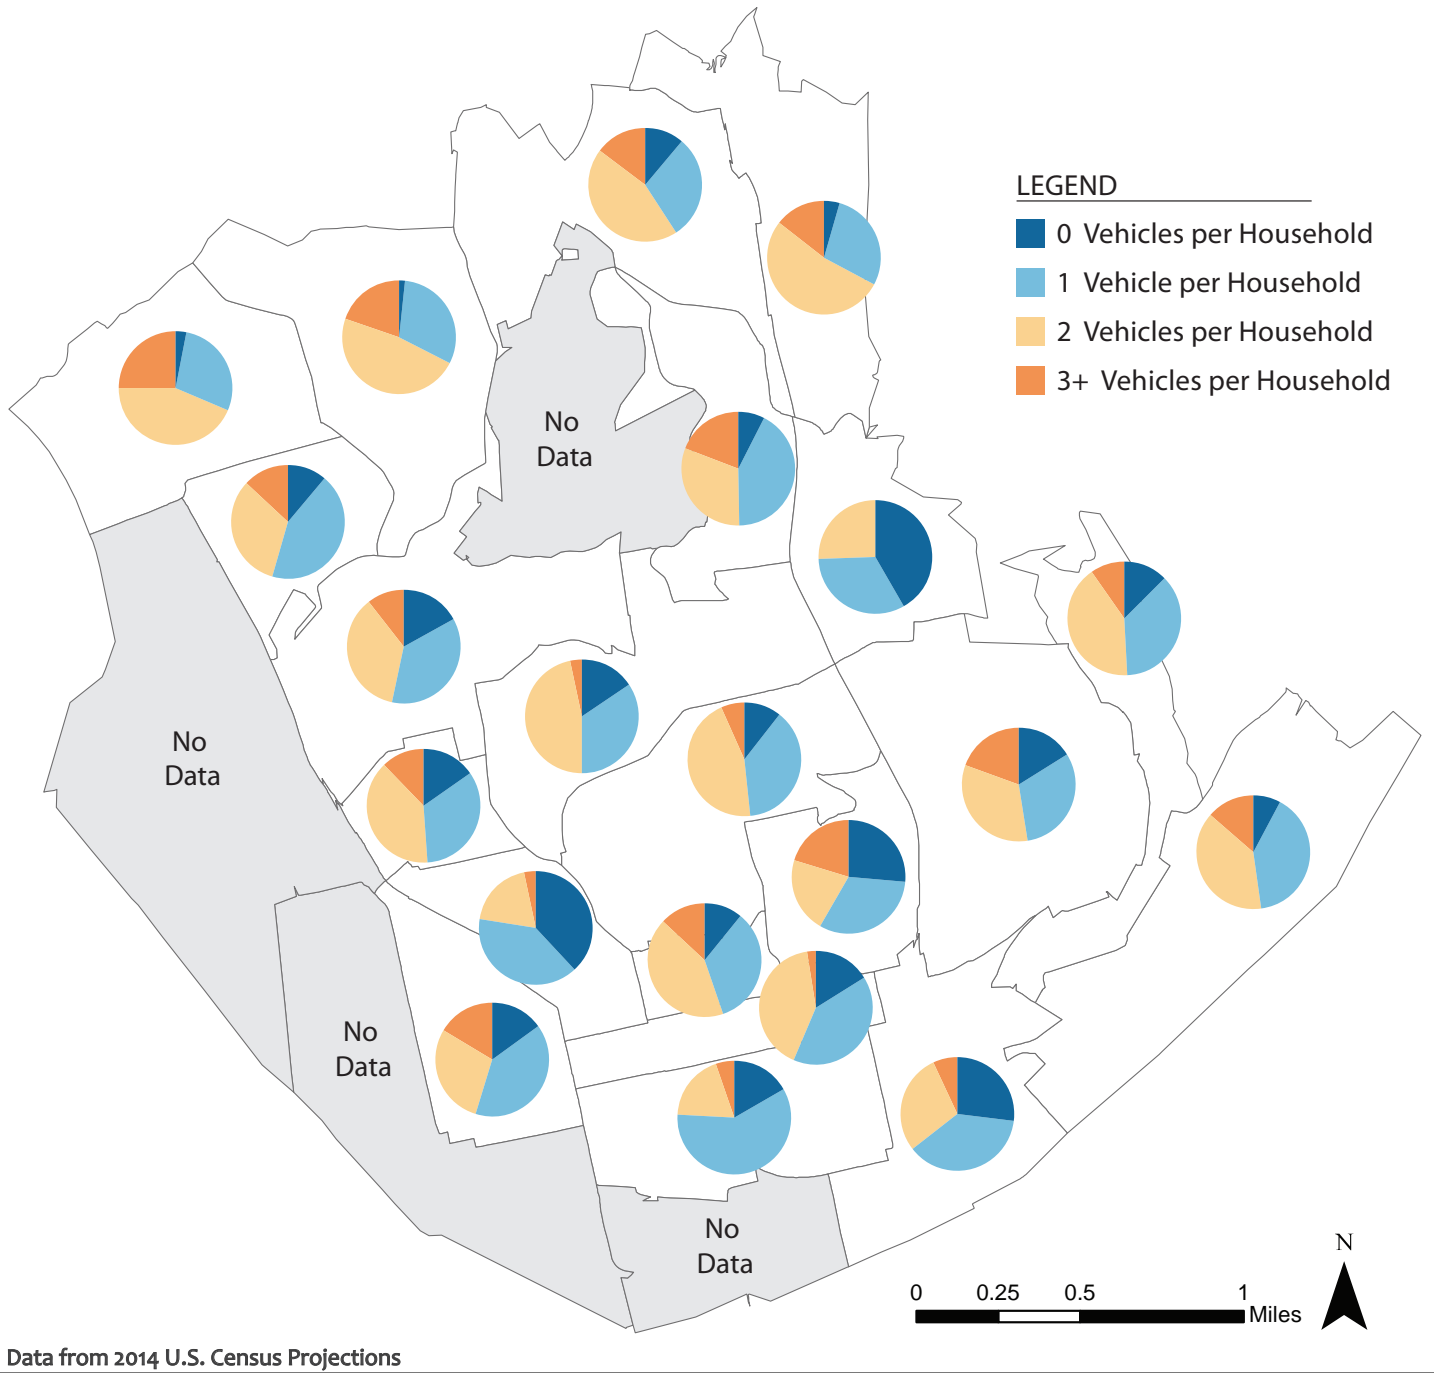 LEGEND
0 Vehicles per Household
1 Vehicle per Household
2 Vehicles per Household
3+ Vehicles per Household
No
Data
No
Data
No
Data
No
Data
N
0 0.25 0.5 1
Miles
Data from 2014 U.S. Census Projections